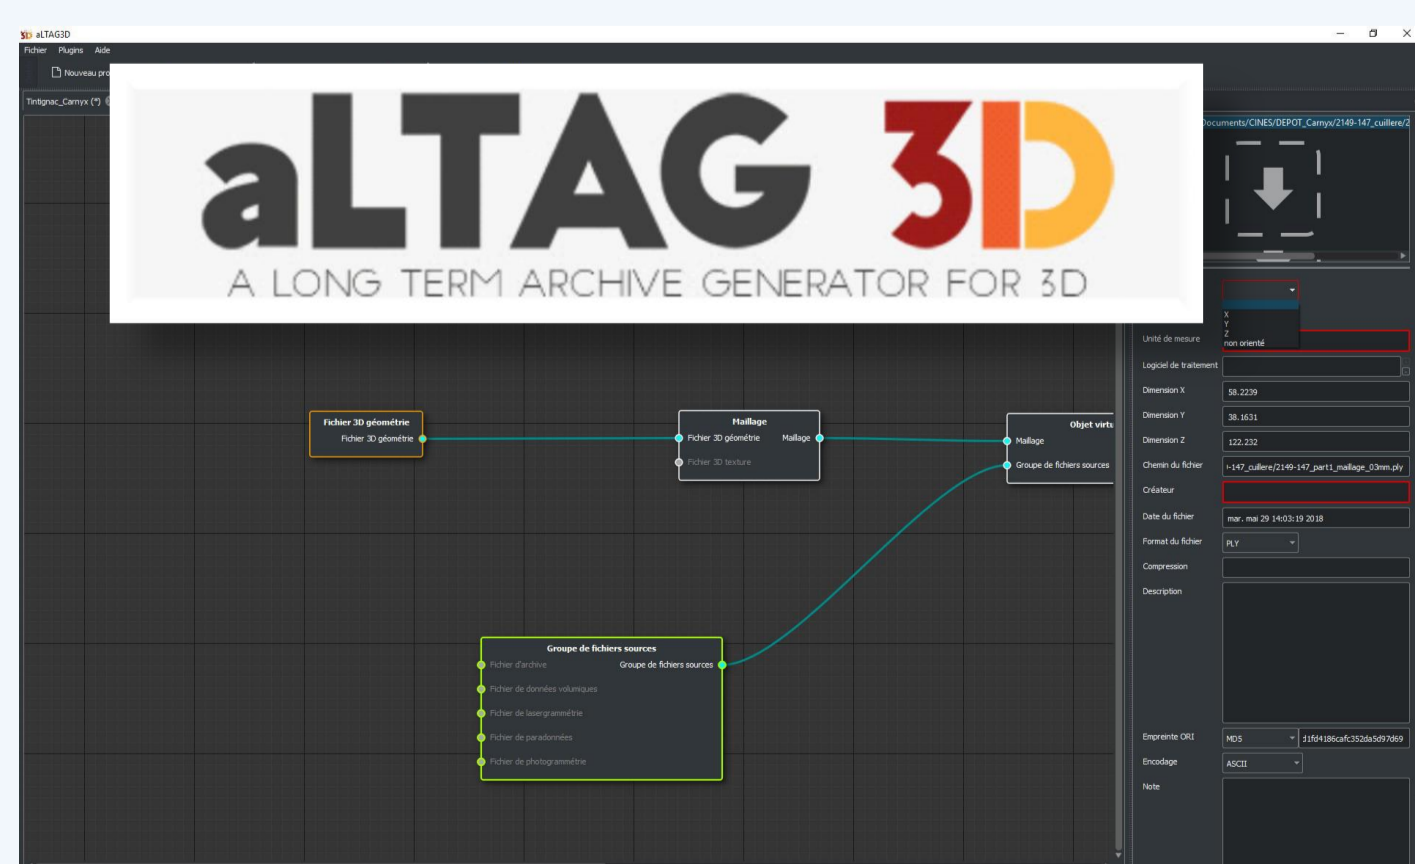 3D aLTAG3D
Fichier Plugins Aide
Nouveau pro
Tintignac_Carnyx (*)
aLTAG 3D
A LONG TERM ARCHIVE GENERATOR FOR 3D
Documents/CINES/DEPOT_Carnyx/2149-147_cuillere/2
X
Y
Z
non orienté
Unité de mesure
Logiciel de traitement
Dimension X 58.2239
Dimension Y 38.1631
Dimension Z 122.232
Chemin du fichier -147_cuillere/2149-147_part1_maillage_03mm.ply
Créateur
Date du fichier mar. mai 29 14:03:19 2018
Format du fichier PLY
Compression
Description
Empreinte ORI MD5 d1fd4186cafc352da5d97d69
Encodage ASCII
Note
Fichier 3D géométrie
Fichier 3D géométrie
Maillage
Fichier 3D géométrie Maillage
Fichier 3D texture
Objet virtu
Maillage
Groupe de fichiers sources
Groupe de fichiers sources
Fichier d'archive Groupe de fichiers sources
Fichier de données volumiques
Fichier de lasergrammétrie
Fichier de paradonnées
Fichier de photogrammétrie